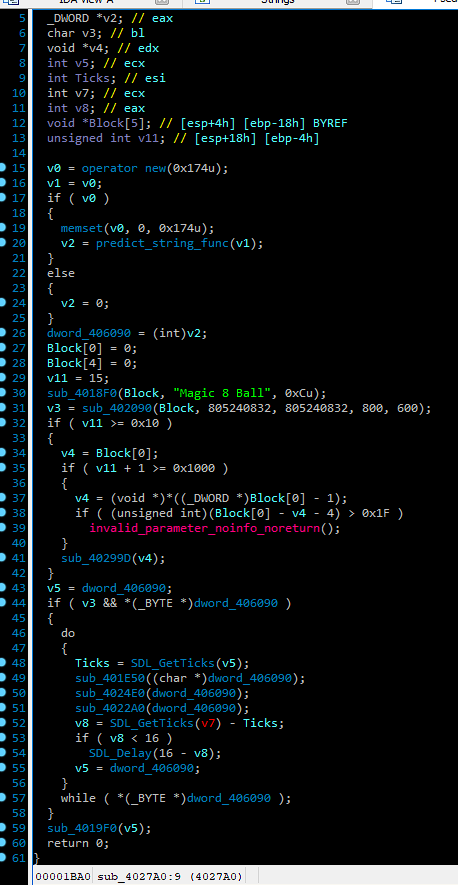 IDA View-A Strings
5 _DWORD *v2; // eax
6 char v3; // bl
7 void *v4; // edx
8 int v5; // ecx
9 int Ticks; // esi
10 int v7; // ecx
11 int v8; // eax
12 void *Block[5]; // [esp+4h] [ebp-18h] BYREF
13 unsigned int v11; // [esp+18h] [ebp-4h]
14
15 v0 = operator new(0x174u);
16 v1 = v0;
17 if ( v0 )
18 {
19 memset(v0, 0, 0x174u);
20 v2 = predict_string_func(v1);
21 }
22 else
23 {
24 v2 = 0;
25 }
26 dword_406090 = (int)v2;
27 Block[0] = 0;
28 Block[4] = 0;
29 v11 = 15;
30 sub_4018F0(Block, "Magic 8 Ball", 0xCu);
31 v3 = sub_402090(Block, 805240832, 805240832, 800, 600);
32 if ( v11 >= 0x10 )
33 {
34 v4 = Block[0];
35 if ( v11 + 1 >= 0x1000 )
36 {
37 v4 = (void *)*((_DWORD *)Block[0] - 1);
38 if ( (unsigned int)(Block[0] - v4 - 4) > 0x1F )
39 invalid_parameter_noinfo_noreturn();
40 }
41 sub_40299D(v4);
42 }
43 v5 = dword_406090;
44 if ( v3 && *(_BYTE *)dword_406090 )
45 {
46 do
47 {
48 Ticks = SDL_GetTicks(v5);
49 sub_401E50((char *)dword_406090);
50 sub_4024E0(dword_406090);
51 sub_4022A0(dword_406090);
52 v8 = SDL_GetTicks(v7) - Ticks;
53 if ( v8 < 16 )
54 SDL_Delay(16 - v8);
55 v5 = dword_406090;
56 }
57 while ( *(_BYTE *)dword_406090 );
58 }
59 sub_4019F0(v5);
60 return 0;
61 }
00001BA0 sub_4027A0:9 (4027A0)